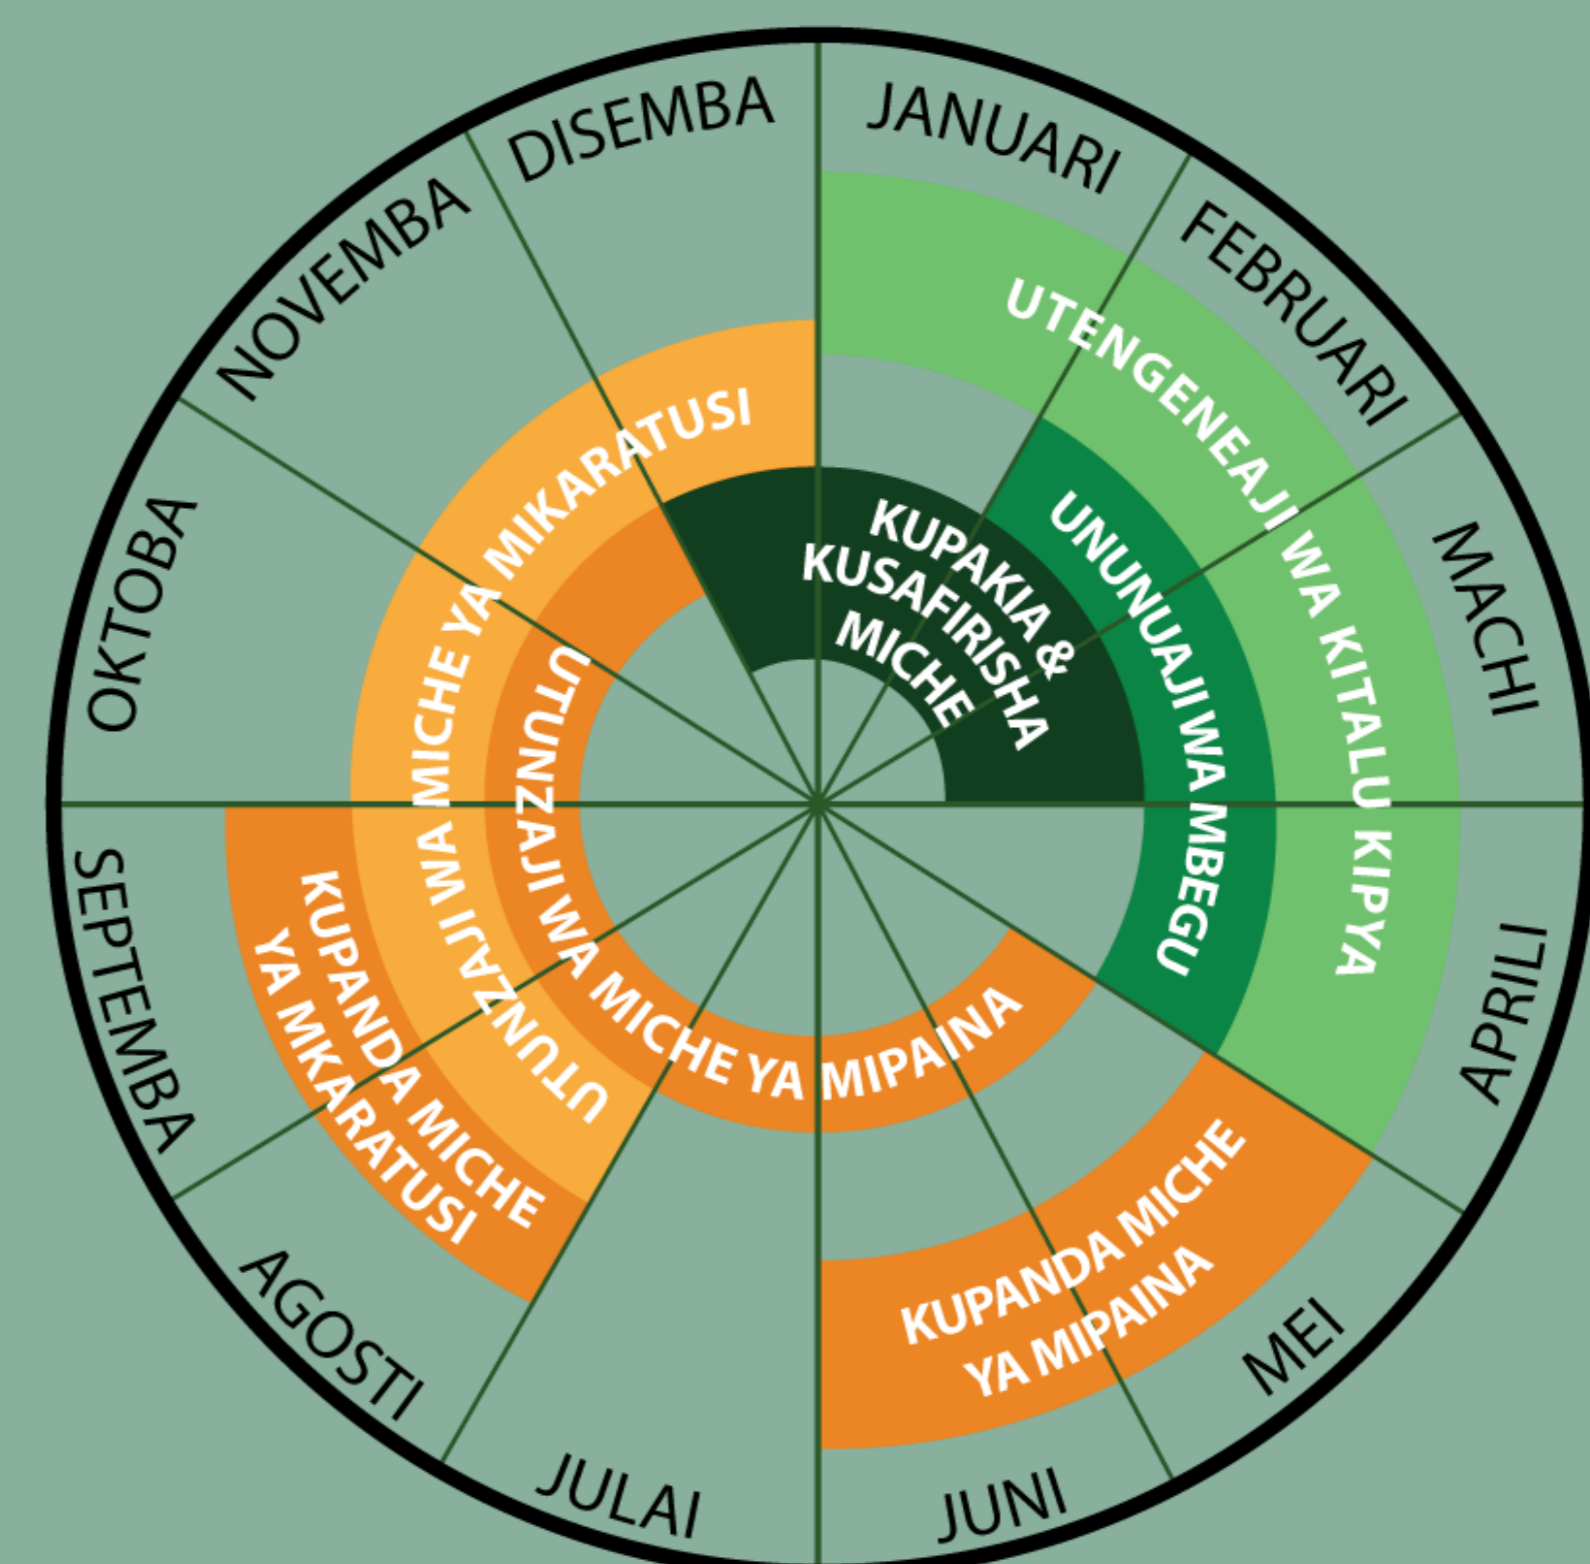 JANUARI
FEBRUARI
MACHI
APRILI
MEI
JUNI
JULAI
AGOSTI
SEPTEMBA
OKTOBA
NOVEMBA
DISEMBA
UTENGENEAJI WA KITALU KIPYA
UNUNUAJI WA MBEGU
KUPAKIA &
KUSAFIRISHA
MICHE
KUPANDA MICHE
YA MIPAINA
UTUNZAJI WA MICHE YA MIPAINA
UTUNZAJI WA MICHE YA MIKARATUSI
KUPANDA MICHE
YA MKARATUSI